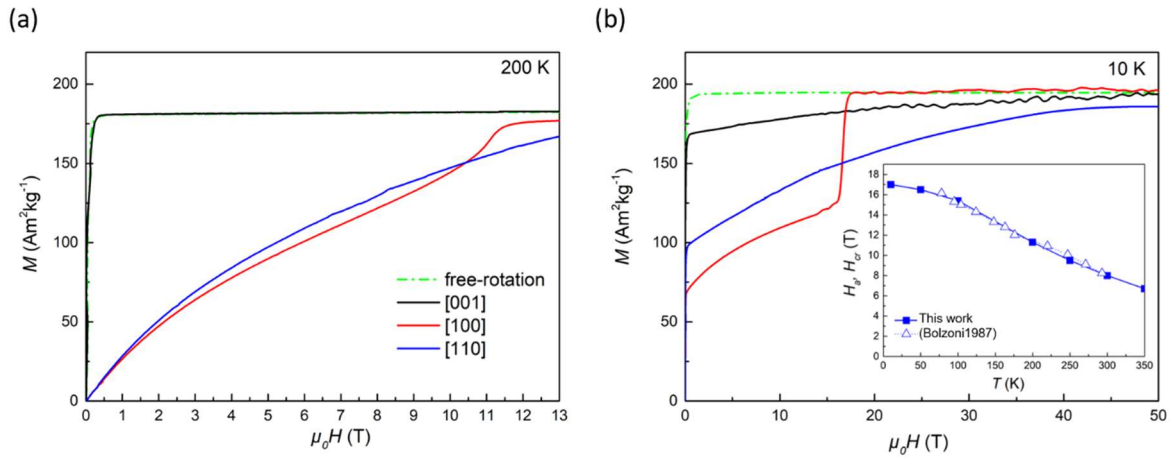 (a)
200 K
200
150
100
50
0
M (Am²kg⁻¹)
free-rotation
[001]
[100]
[110]
0 1 2 3 4 5 6 7 8 9 10 11 12 13
μ₀H (T)
(b)
10 K
200
150
100
50
0
M (Am²kg⁻¹)
18
16
14
12
10
8
6
4
2
0
Hₐ, H꜀ᵣ (T)
This work
(Bolzoni1987)
0 50 100 150 200 250 300 350
T (K)
0 10 20 30 40 50
μ₀H (T)